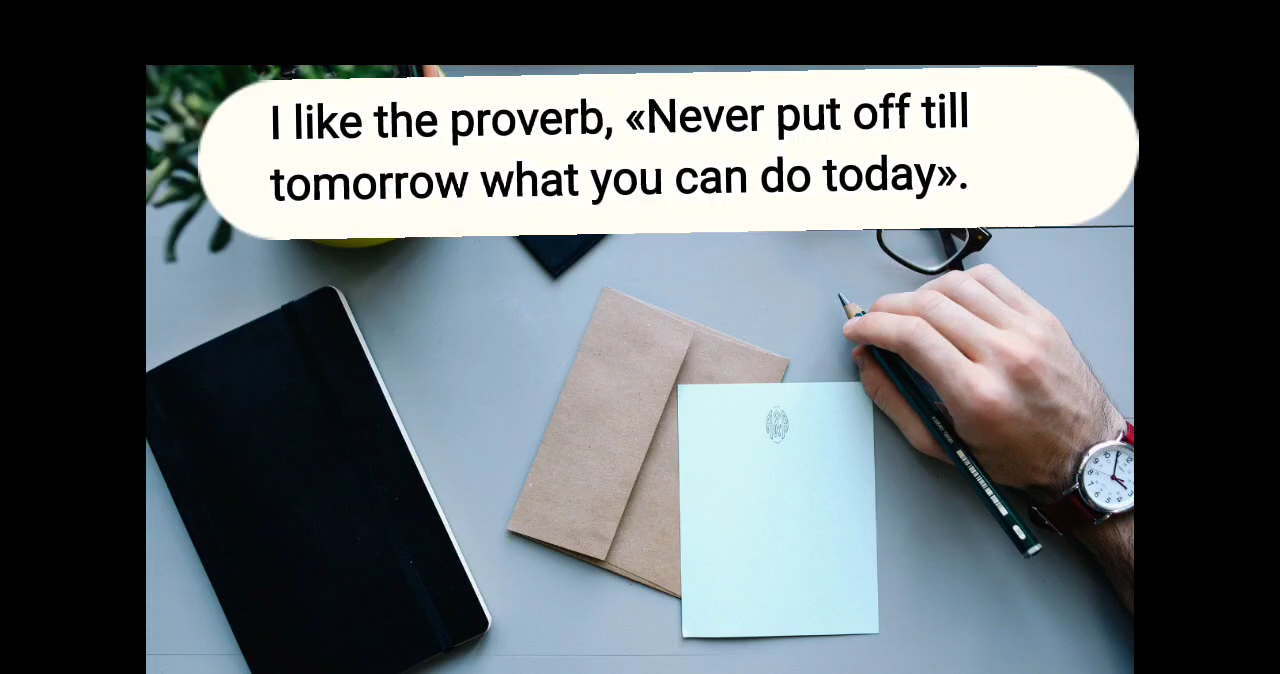 I like the proverb, «Never put off till
tomorrow what you can do today».